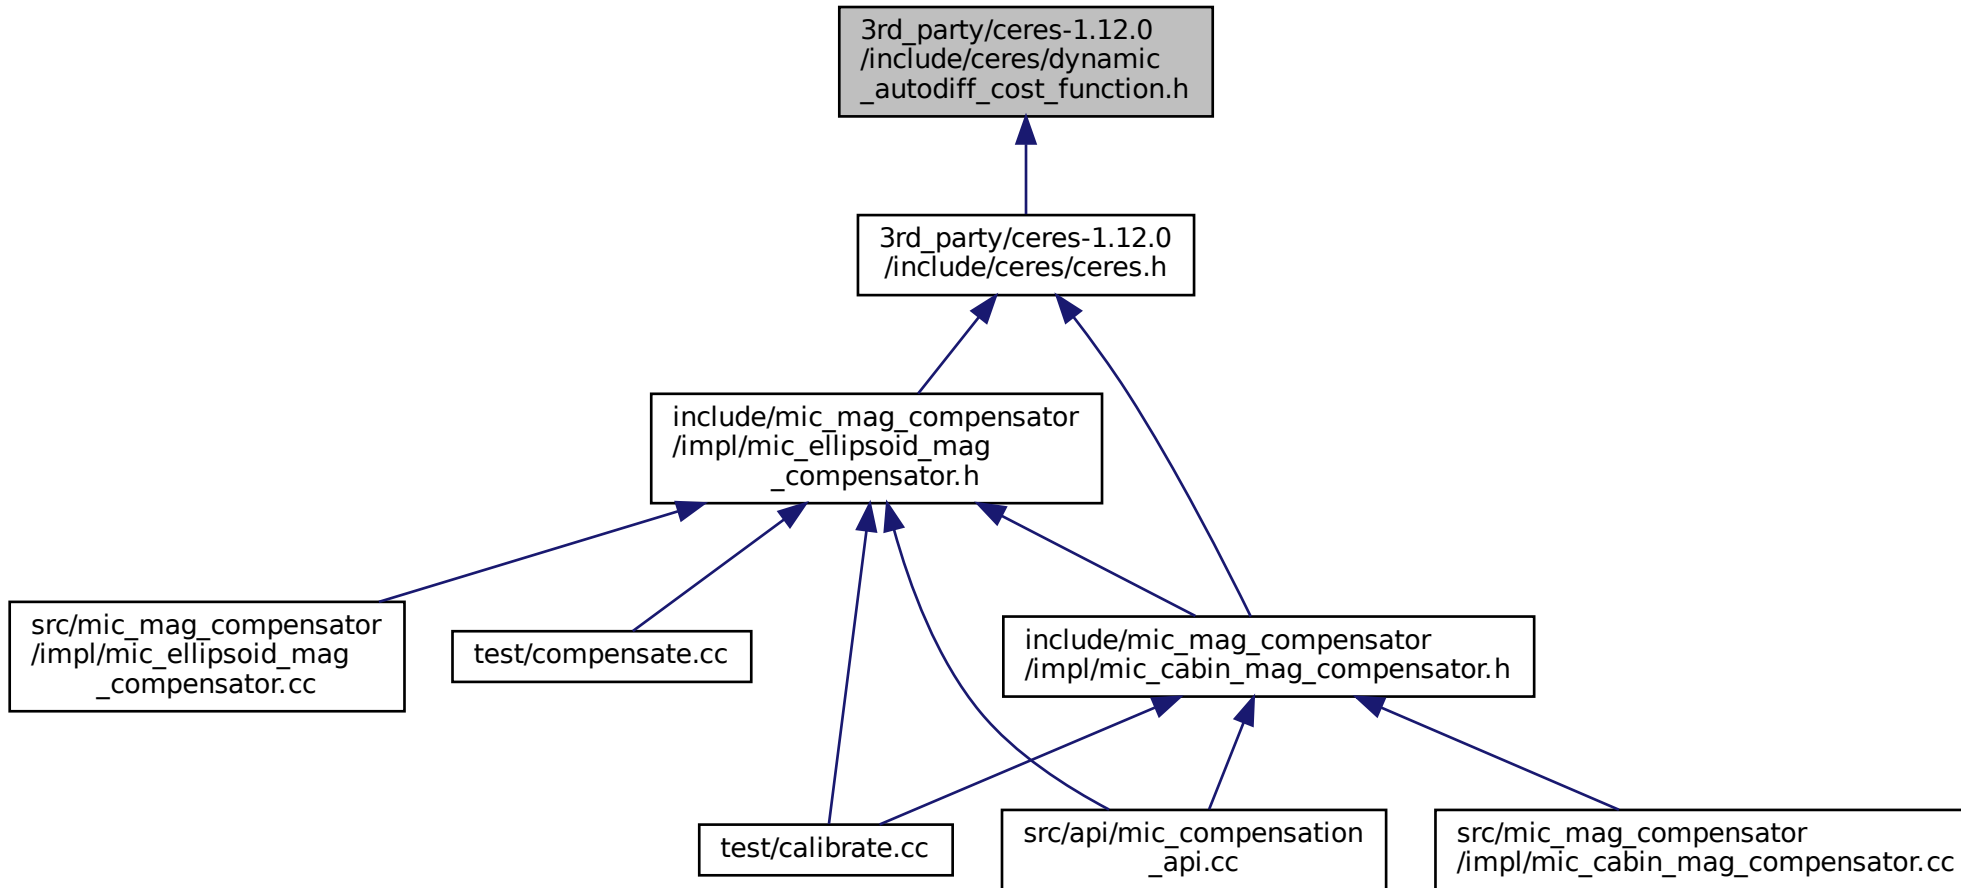 3rd_party/ceres-1.12.0
/include/ceres/dynamic
_autodiff_cost_function.h
3rd_party/ceres-1.12.0
/include/ceres/ceres.h
include/mic_mag_compensator
/impl/mic_ellipsoid_mag
_compensator.h
src/mic_mag_compensator
/impl/mic_ellipsoid_mag
_compensator.cc
test/compensate.cc
include/mic_mag_compensator
/impl/mic_cabin_mag_compensator.h
test/calibrate.cc
src/api/mic_compensation
_api.cc
src/mic_mag_compensator
/impl/mic_cabin_mag_compensator.cc